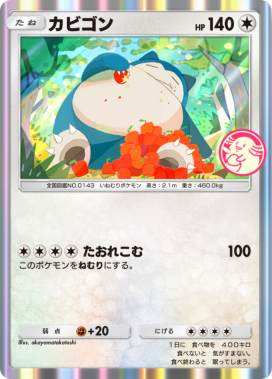 たね カビゴン HP 140
全国図鑑NO.0143 いねむりポケモン 高さ:2.1m 重さ:460.0kg
たおれこむ 100
このポケモンをねむりにする。
弱点 +20 にげる
Illus. akayamatakatoshi
1日に 食べ物を 400キロ
食べないと 気がすまない。
食べ終わると 眠ってしまう。